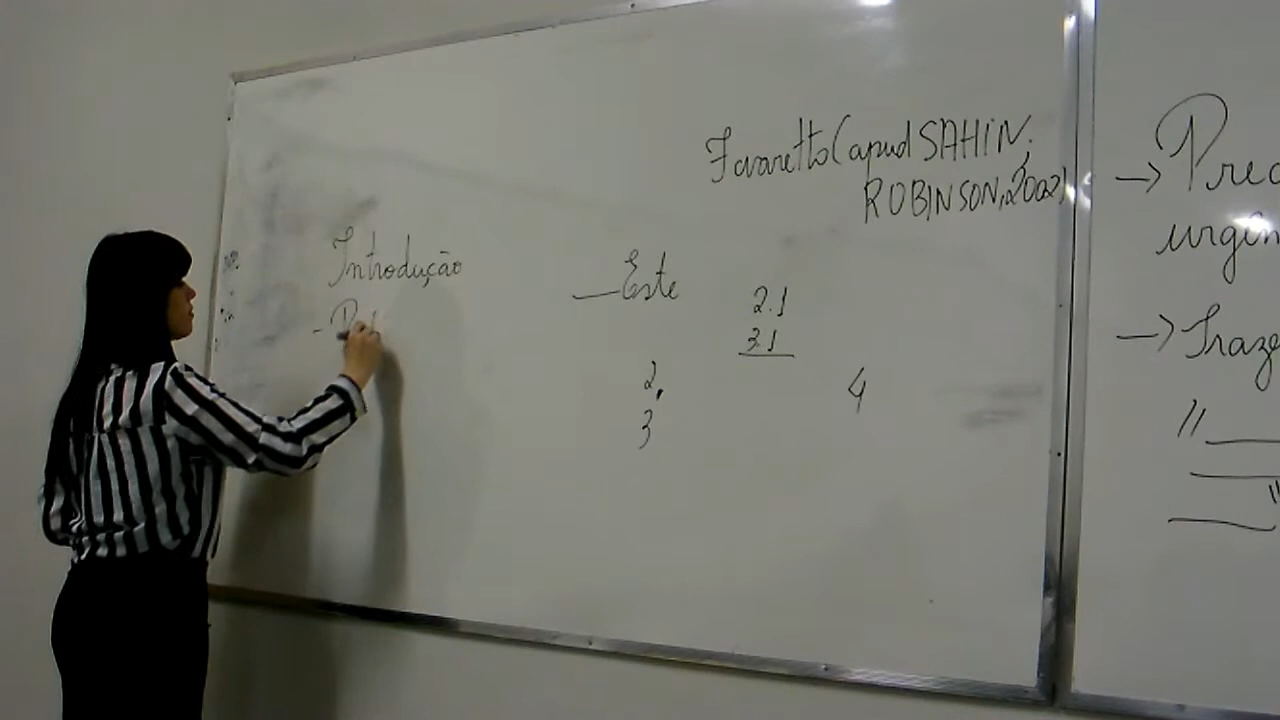 Favaretto (apud SAHIN;
ROBINSON, 2002)
Introdução
Este
2.1
3.1
2.
3
4
→ Prec
urgên
→ Traze
"
"